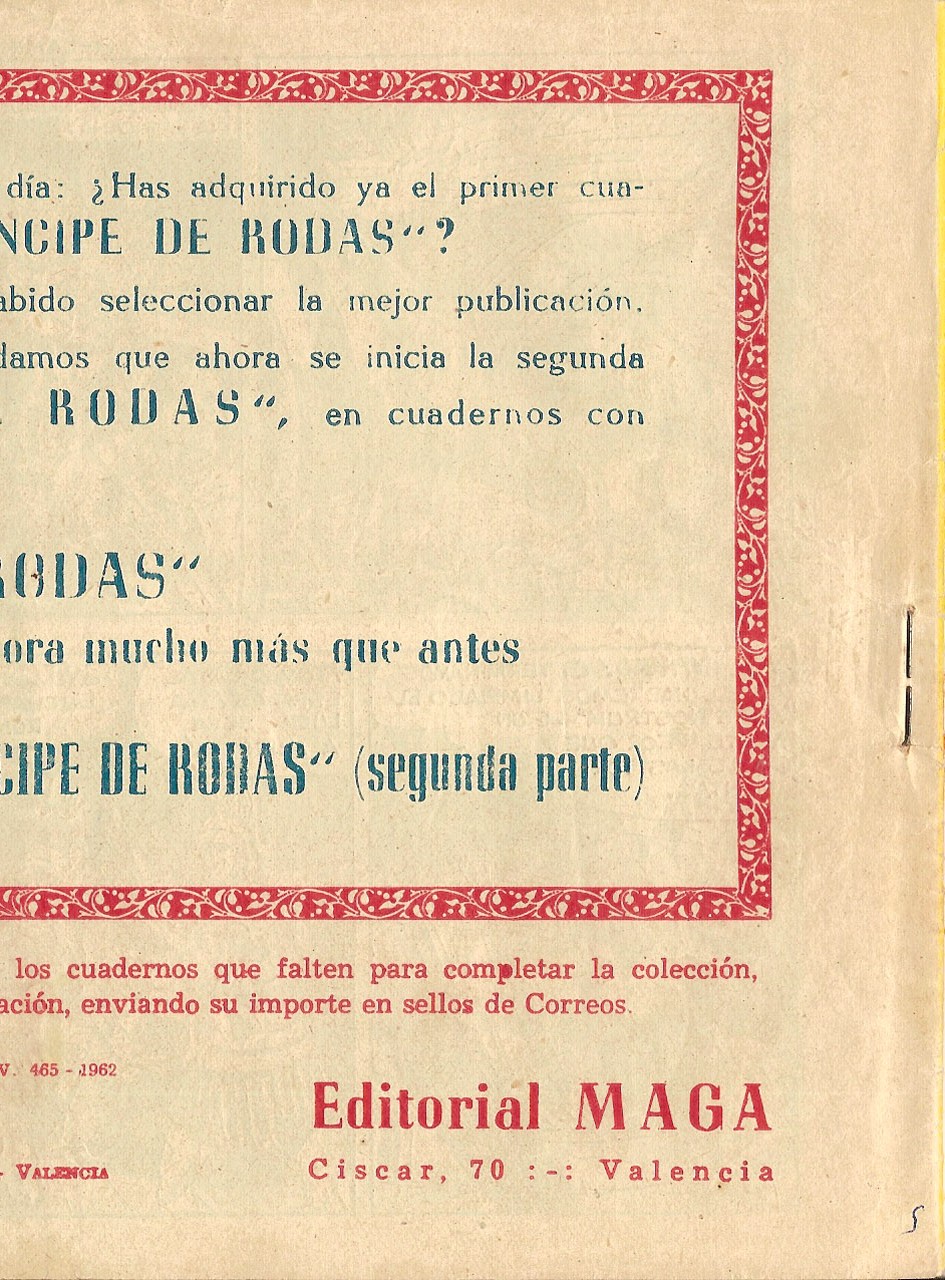 día: ¿Has adquirido ya el primer cua-
NCIPE DE RODAS“?
abido seleccionar la mejor publicación.
damos que ahora se inicia la segunda
RODAS“, en cuadernos con
RODAS“
ora mucho más que antes
CIPE DE RODAS“ (segunda parte)
los cuadernos que falten para completar la colección,
ación, enviando su importe en sellos de Correos.
V. 465 - 1962
Editorial MAGA
- VALENCIA
Ciscar, 70 :-: Valencia